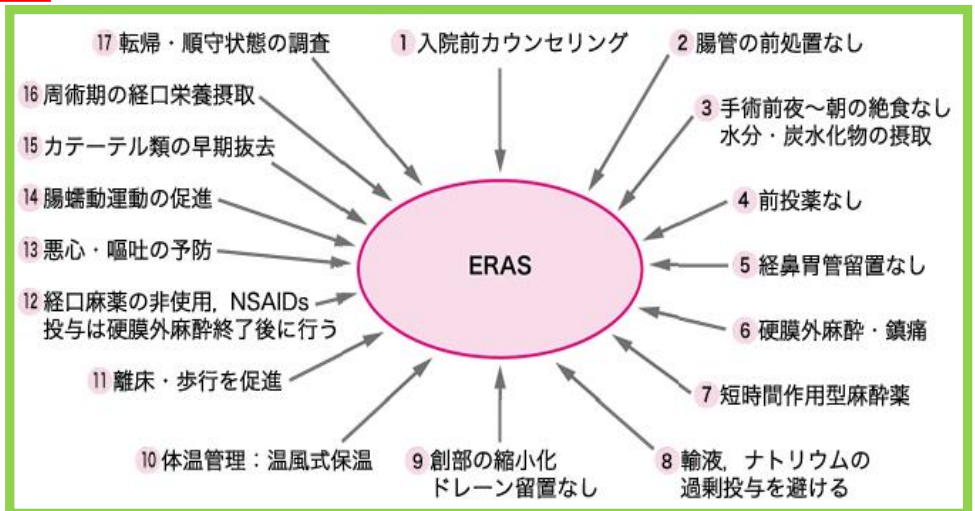 1 入院前カウンセリング
2 腸管の前処置なし
3 手術前夜～朝の絶食なし
水分・炭水化物の摂取
4 前投薬なし
5 経鼻胃管留置なし
6 硬膜外麻酔・鎮痛
7 短時間作用型麻酔薬
8 輸液，ナトリウムの
過剰投与を避ける
9 創部の縮小化
ドレーン留置なし
10 体温管理：温風式保温
11 離床・歩行を促進
12 経口麻薬の非使用，NSAIDs
投与は硬膜外麻酔終了後に行う
13 悪心・嘔吐の予防
14 腸蠕動運動の促進
15 カテーテル類の早期抜去
16 周術期の経口栄養摂取
17 転帰・順守状態の調査
ERAS